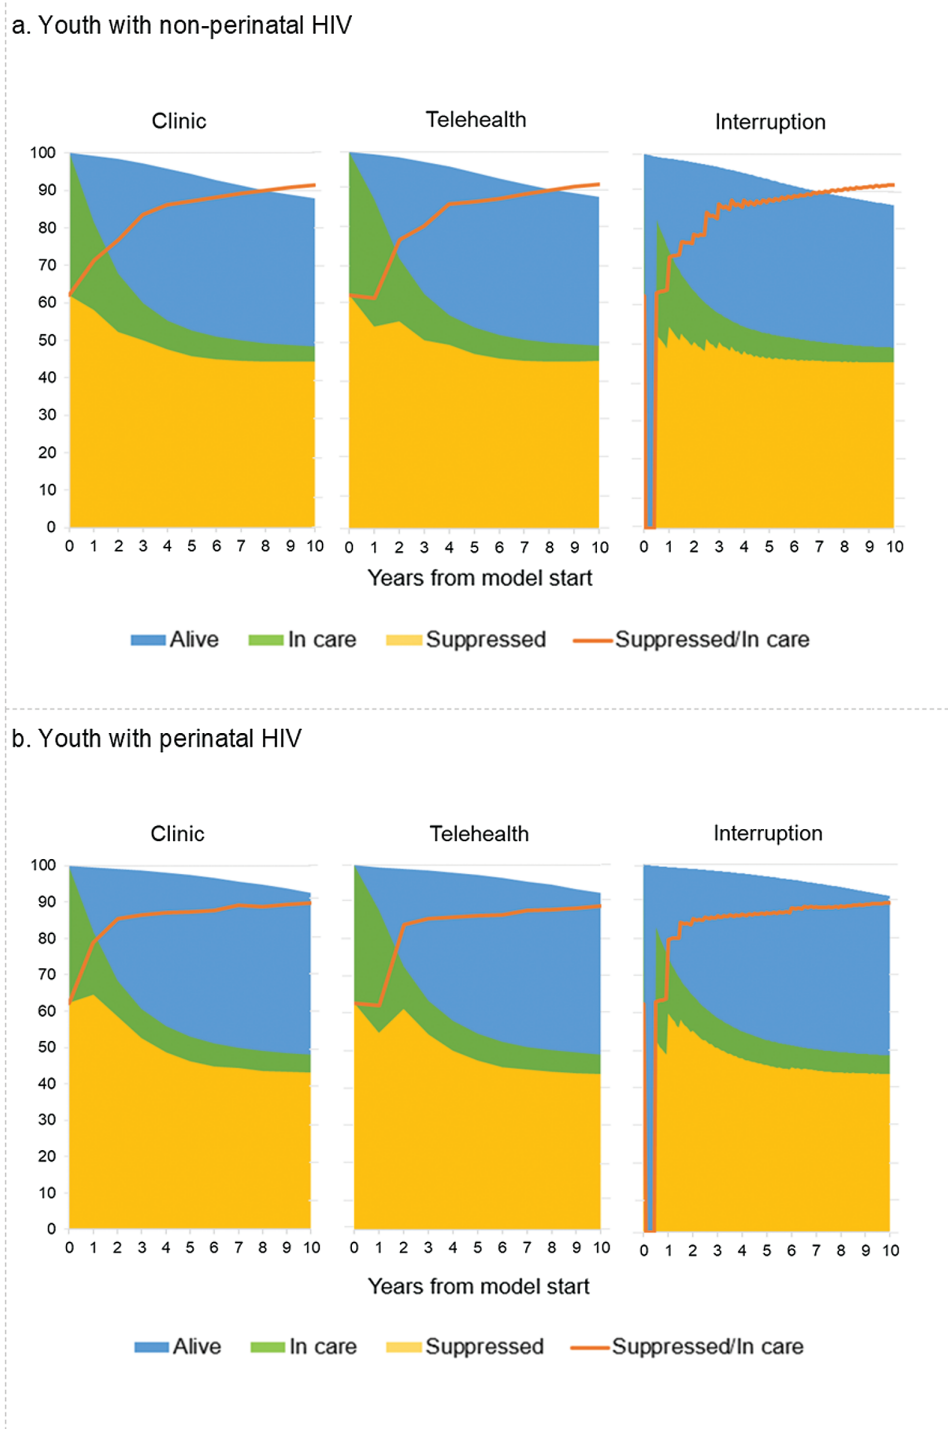 a. Youth with non-perinatal HIV
Clinic
Telehealth
Interruption
100
90
80
70
60
50
40
30
20
10
0
0 1 2 3 4 5 6 7 8 9 10
0 1 2 3 4 5 6 7 8 9 10
0 1 2 3 4 5 6 7 8 9 10
Years from model start
Alive In care Suppressed Suppressed/In care
b. Youth with perinatal HIV
Clinic
Telehealth
Interruption
100
90
80
70
60
50
40
30
20
10
0
0 1 2 3 4 5 6 7 8 9 10
0 1 2 3 4 5 6 7 8 9 10
0 1 2 3 4 5 6 7 8 9 10
Years from model start
Alive In care Suppressed Suppressed/In care